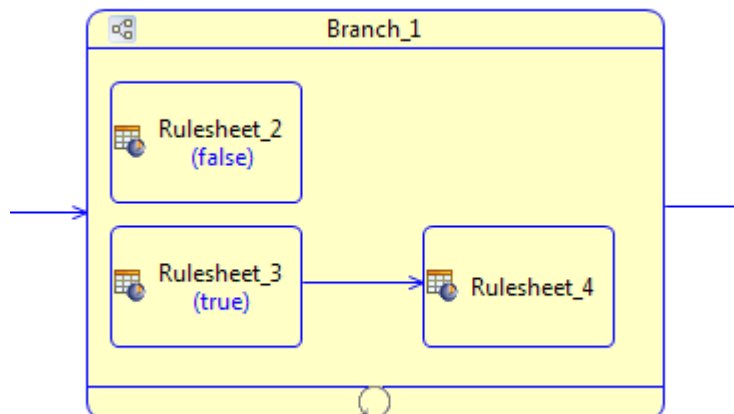 Branch_1
Rulesheet_2
(false)
Rulesheet_3
(true)
Rulesheet_4